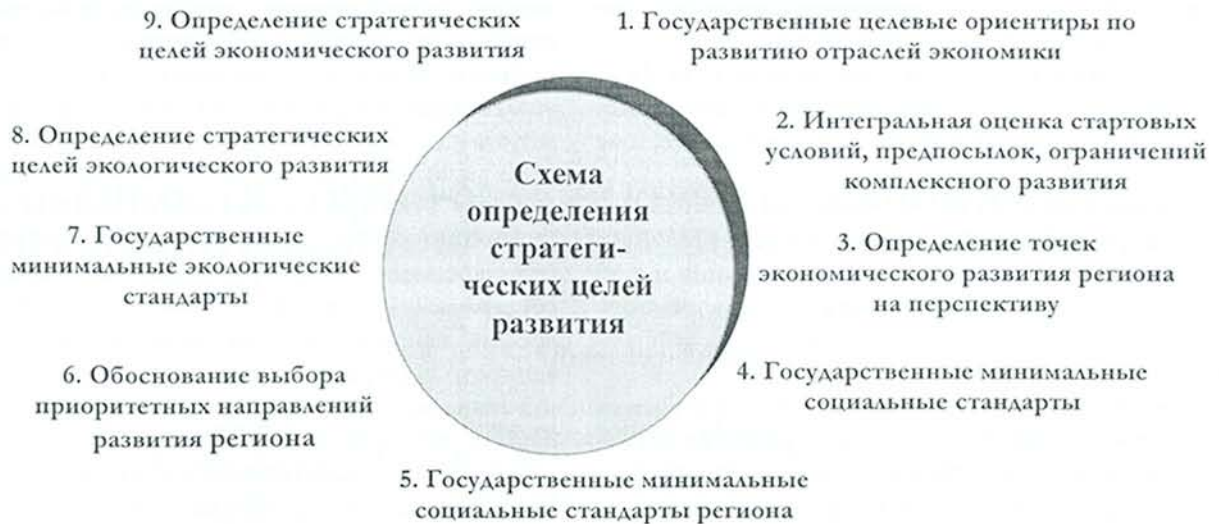 9. Определение стратегических
целей экономического развития
1. Государственные целевые ориентиры по
развитию отраслей экономики
8. Определение стратегических
целей экологического развития
2. Интегральная оценка стартовых
условий, предпосылок, ограничений
комплексного развития
Схема
определения
стратеги-
ческих целей
развития
7. Государственные
минимальные экологические
стандарты
3. Определение точек
экономического развития региона
на перспективу
6. Обоснование выбора
приоритетных направлений
развития региона
4. Государственные минимальные
социальные стандарты
5. Государственные минимальные
социальные стандарты региона